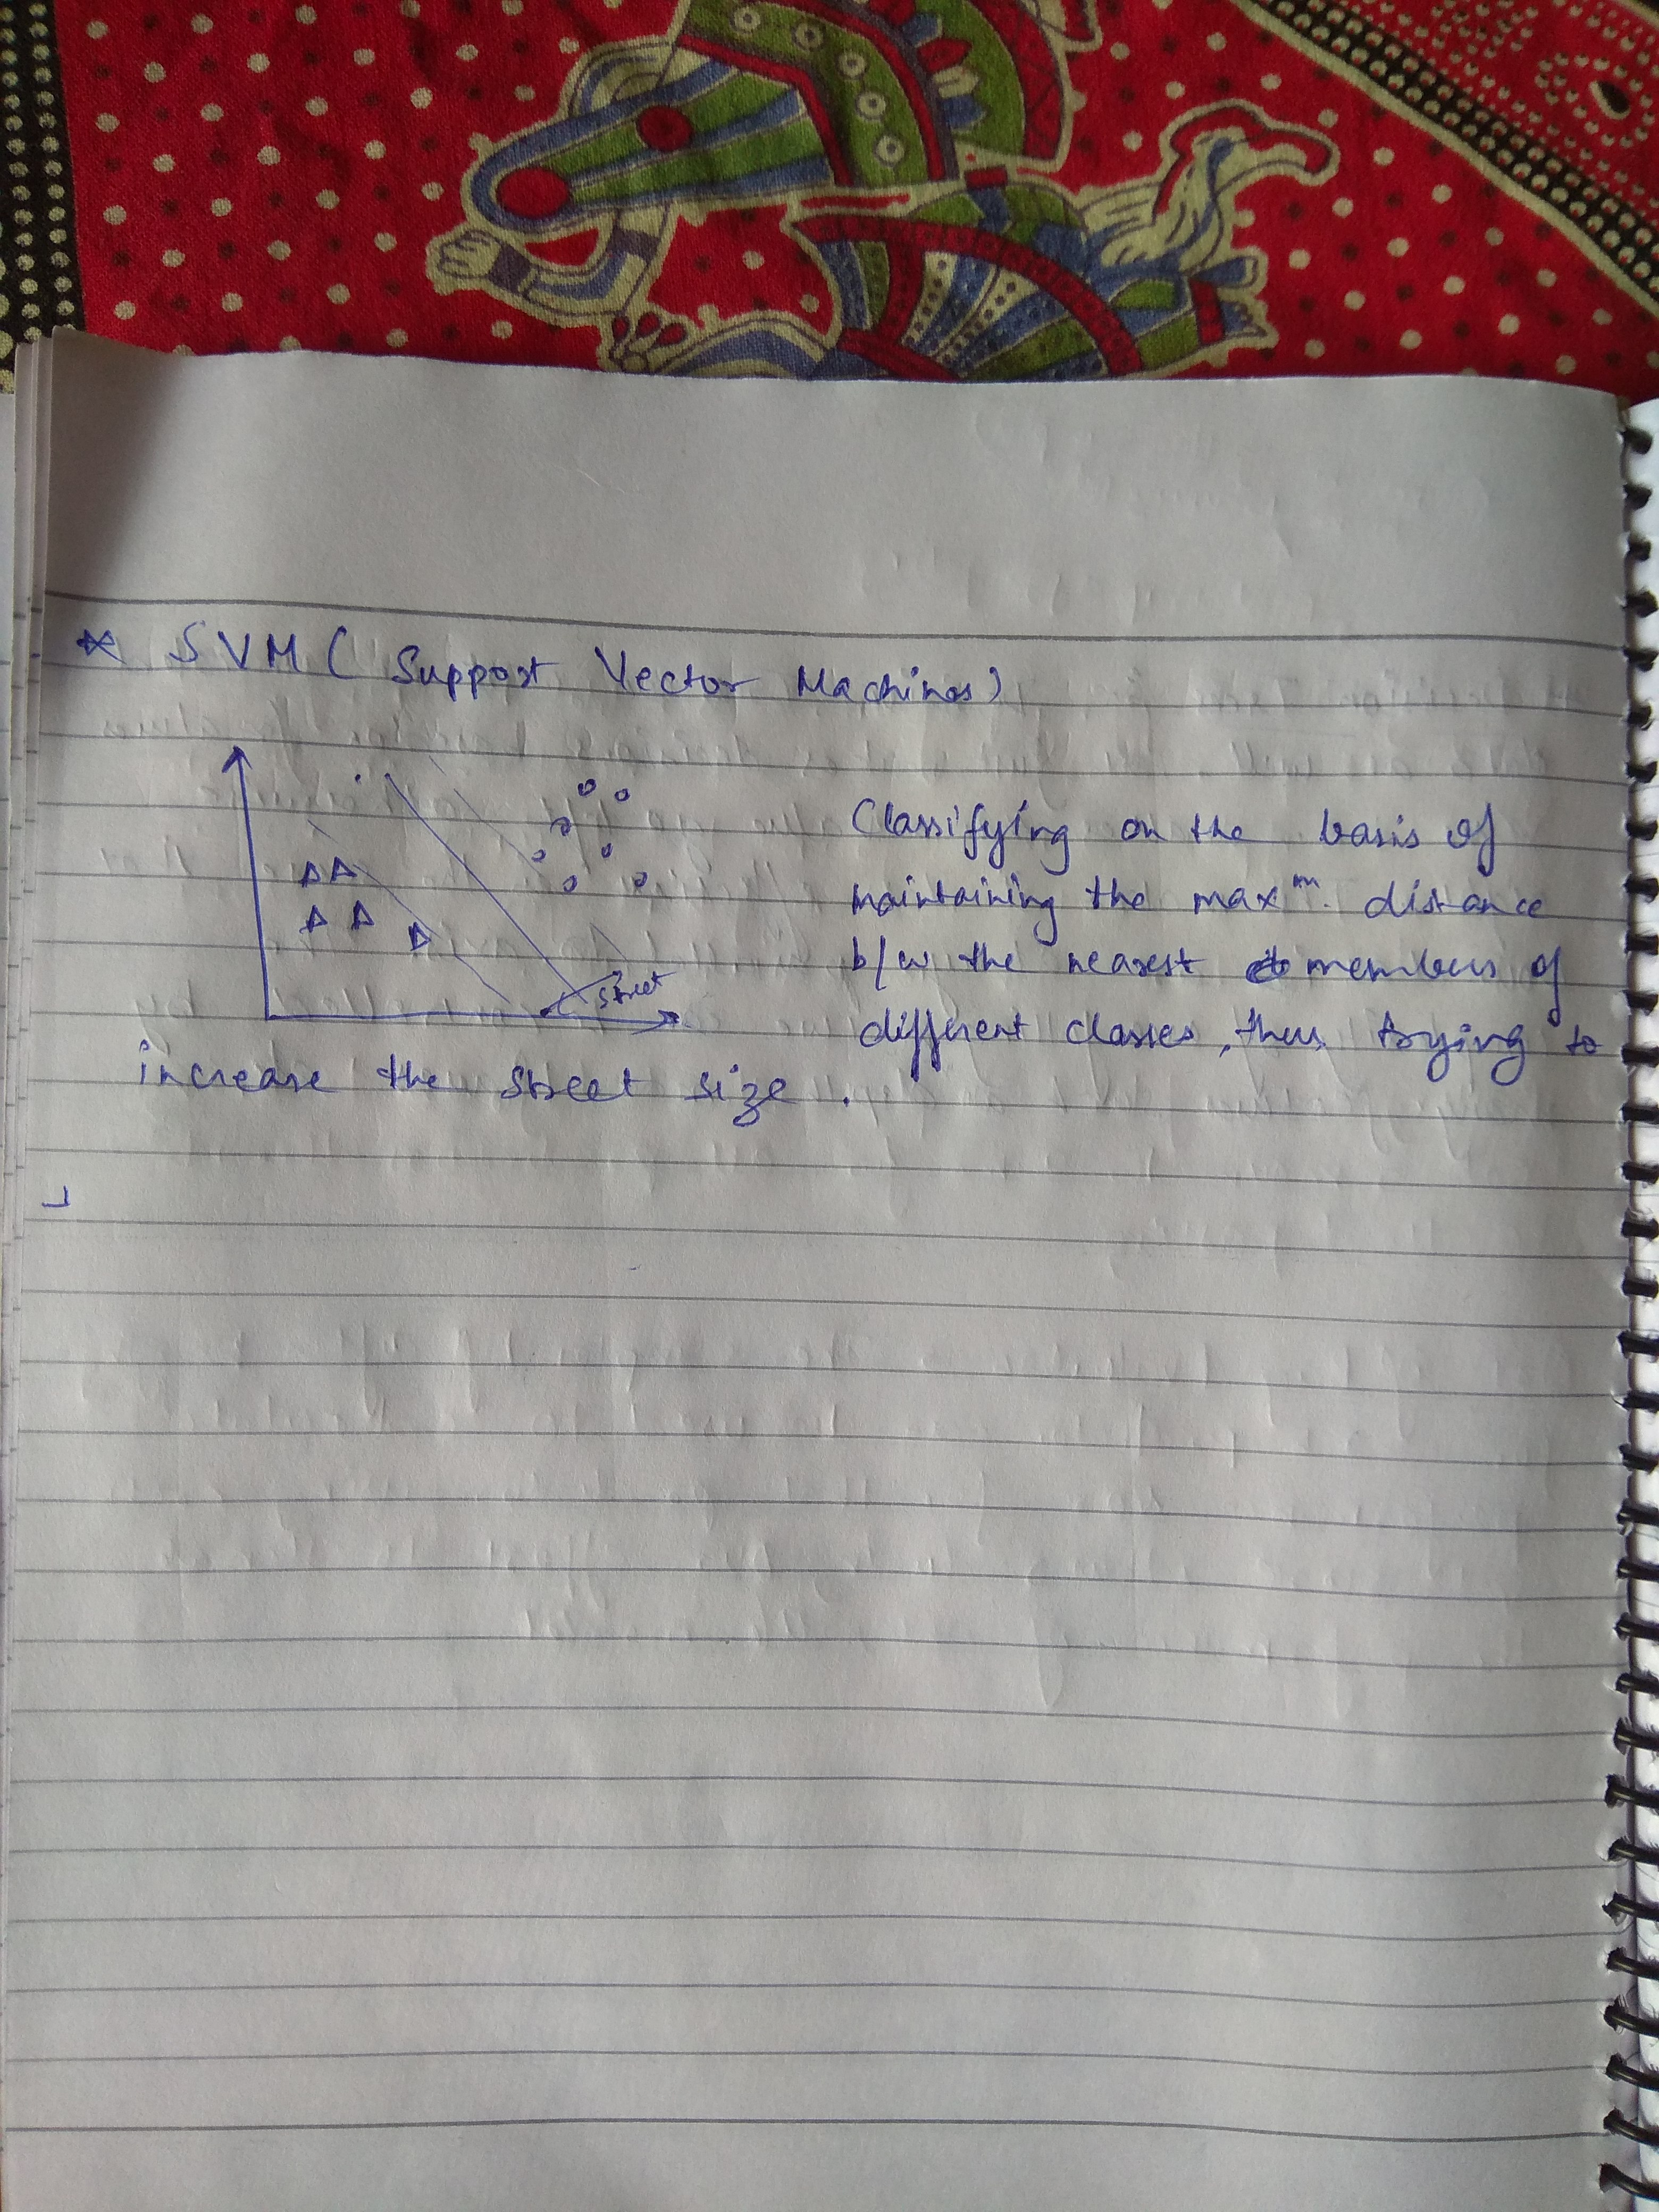 * SVM ( Support Vector Machines)
Classifying on the basis of
maintaining the maxᵐ. distance
b/w the nearest members of
street
different classes, thus trying to
increase the street size .